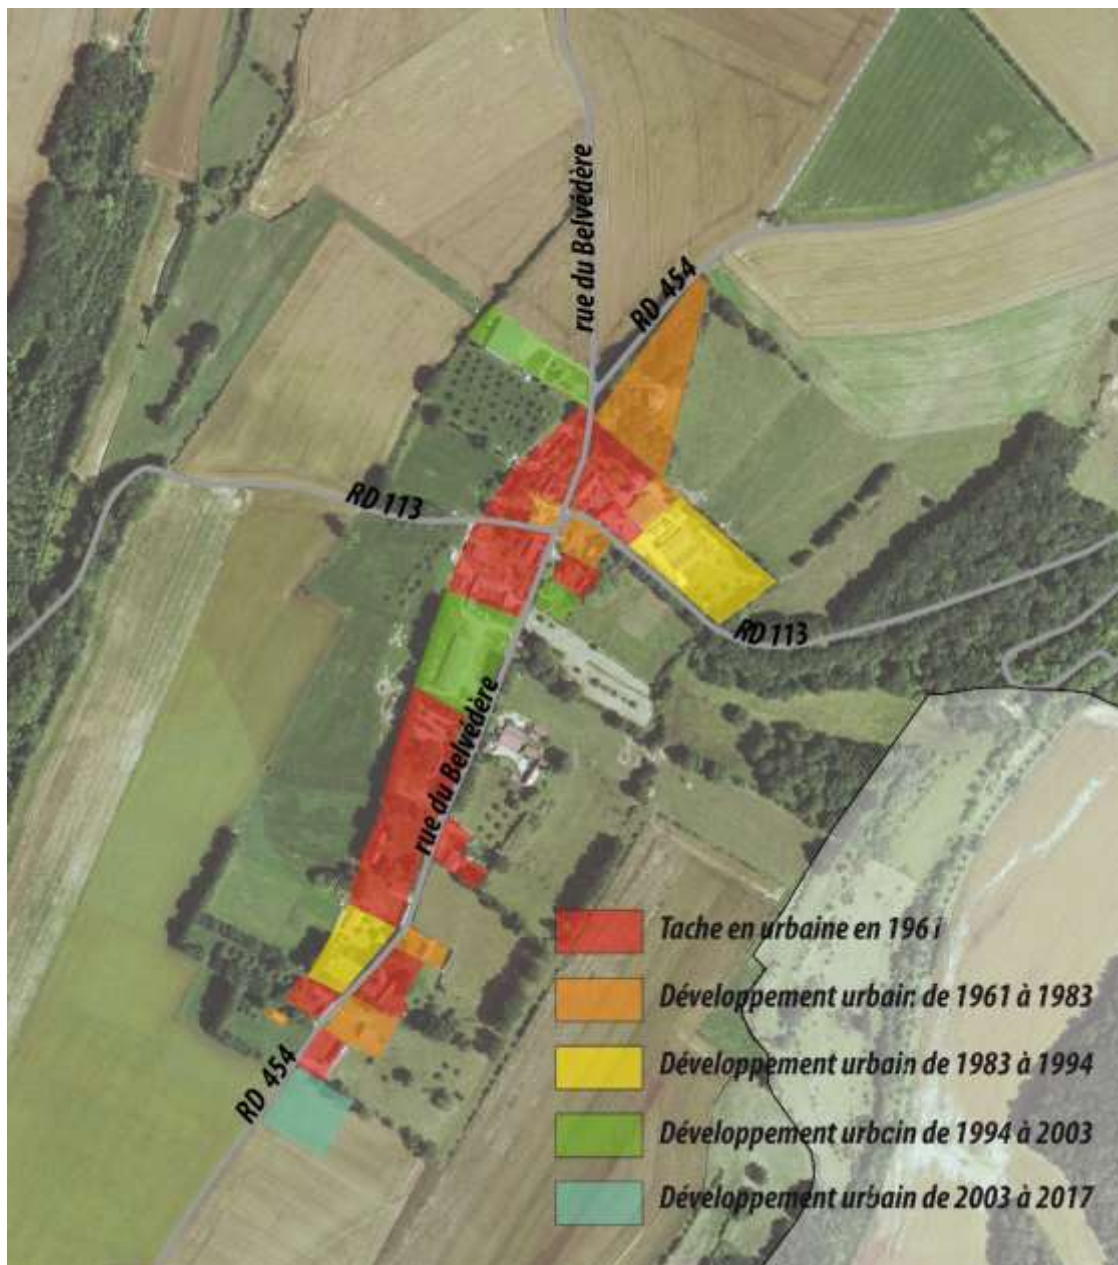 rue du Belvédère
RD 454
RD 113
RD 113
rue du Belvédère
RD 454
Tache en urbaine en 1961
Développement urbain de 1961 à 1983
Développement urbain de 1983 à 1994
Développement urbain de 1994 à 2003
Développement urbain de 2003 à 2017